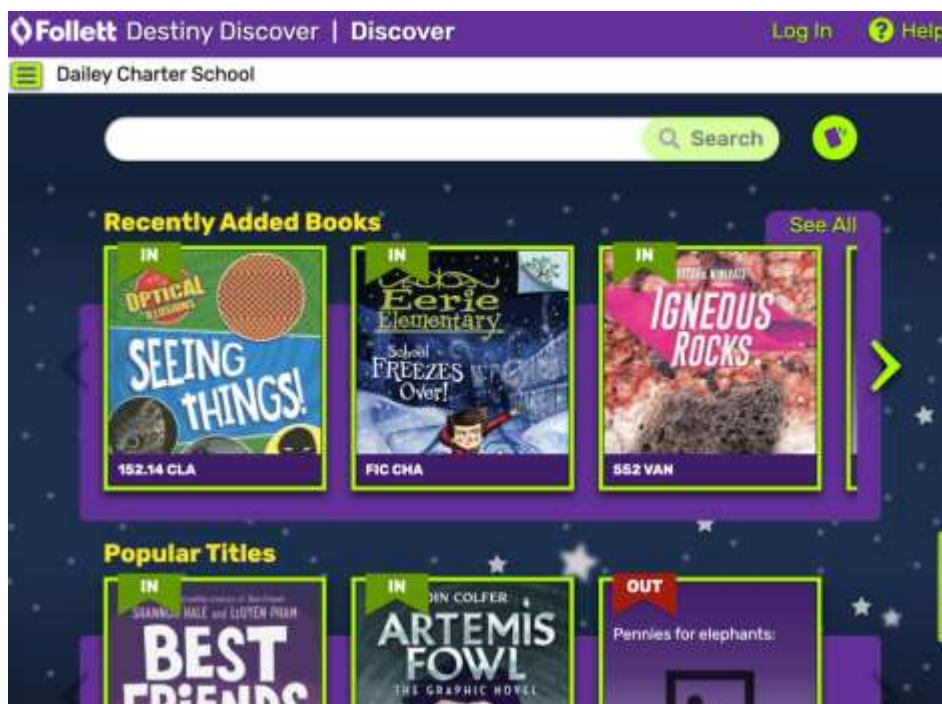 Follett Destiny Discover | Discover
Log In
Help
Dailey Charter School
Search
Recently Added Books
See All
IN
OPTICAL
ILLUSIONS
SEEING
THINGS!
152.14 CLA
IN
Eerie
Elementary
School
FREEZES
Over!
FIC CHA
IN
IGNEOUS
ROCKS
552 VAN
Popular Titles
IN
SHANNON HALE and LEUYEN PHAM
BEST
FRIENDS
IN
COLFER
ARTEMIS
FOWL
THE GRAPHIC NOVEL
OUT
Pennies for elephants: